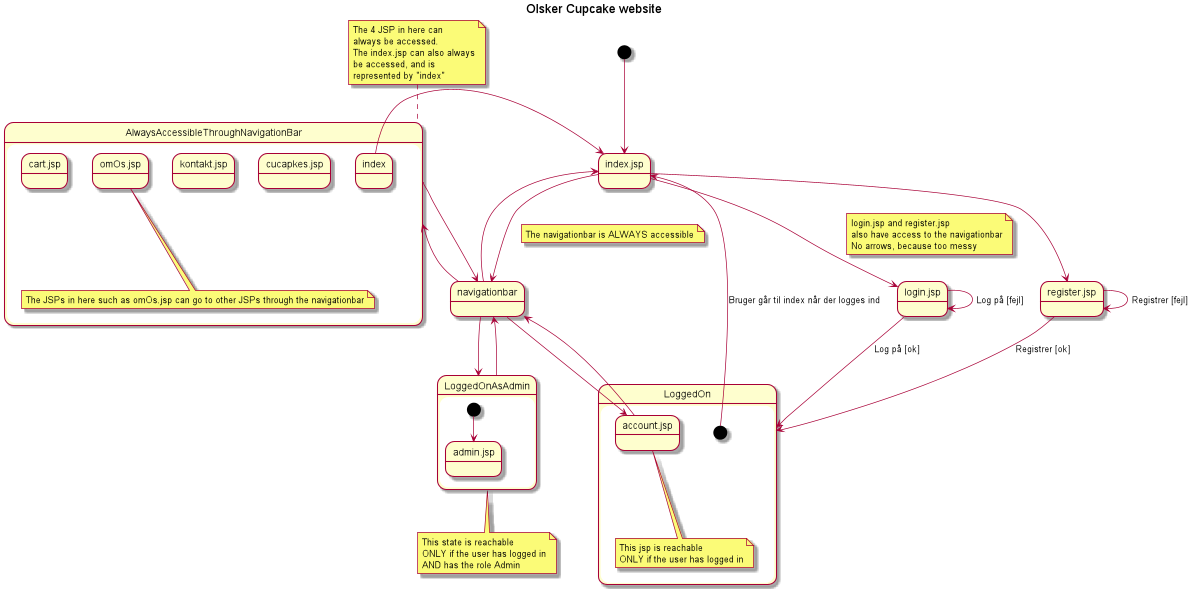 Olsker Cupcake website
The 4 JSP in here can
always be accessed.
The index.jsp can also always
be accessed, and is
represented by "index"
AlwaysAccessibleThroughNavigationBar
cart.jsp
omOs.jsp
kontakt.jsp
cucapkes.jsp
index
index.jsp
The JSPs in here such as omOs.jsp can go to other JSPs through the navigationbar
The navigationbar is ALWAYS accessible
login.jsp and register.jsp
also have access to the navigationbar
No arrows, because too messy
navigationbar
Bruger går til index når der logges ind
login.jsp
Log på [fejl]
register.jsp
Registrer [fejl]
Log på [ok]
Registrer [ok]
LoggedOnAsAdmin
admin.jsp
LoggedOn
account.jsp
This state is reachable
ONLY if the user has logged in
AND has the role Admin
This jsp is reachable
ONLY if the user has logged in